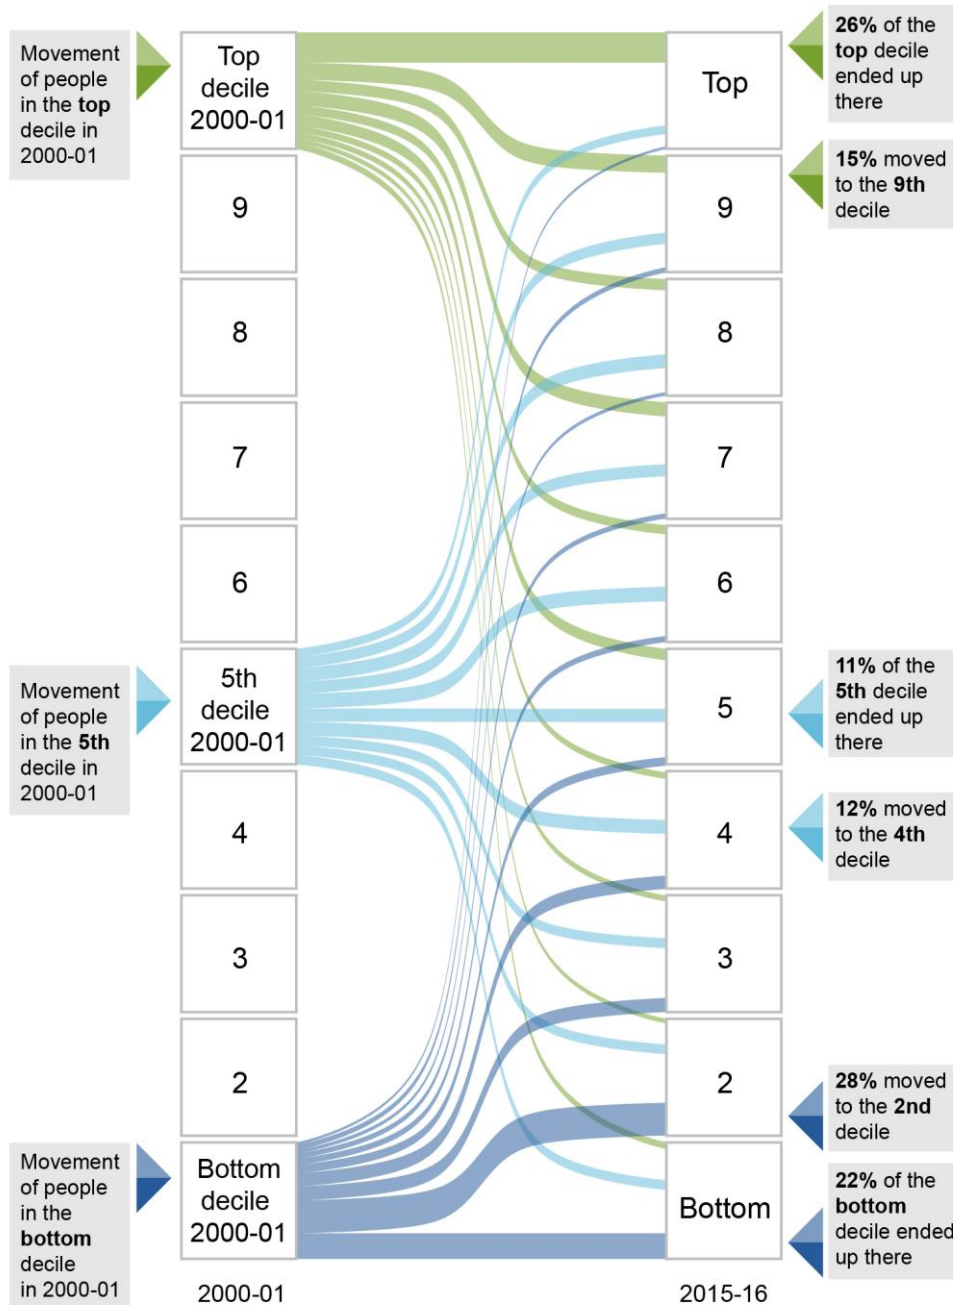 Movement
of people
in the top
decile in
2000-01
Top
decile
2000-01
9
8
7
6
Movement
of people
in the 5th
decile in
2000-01
5th
decile
2000-01
4
3
2
Movement
of people
in the
bottom
decile
in 2000-01
Bottom
decile
2000-01
2000-01
Top
9
8
7
6
5
4
3
2
Bottom
2015-16
26% of the
top decile
ended up
there
15% moved
to the 9th
decile
11% of the
5th decile
ended up
there
12% moved
to the 4th
decile
28% moved
to the 2nd
decile
22% of the
bottom
decile ended
up there